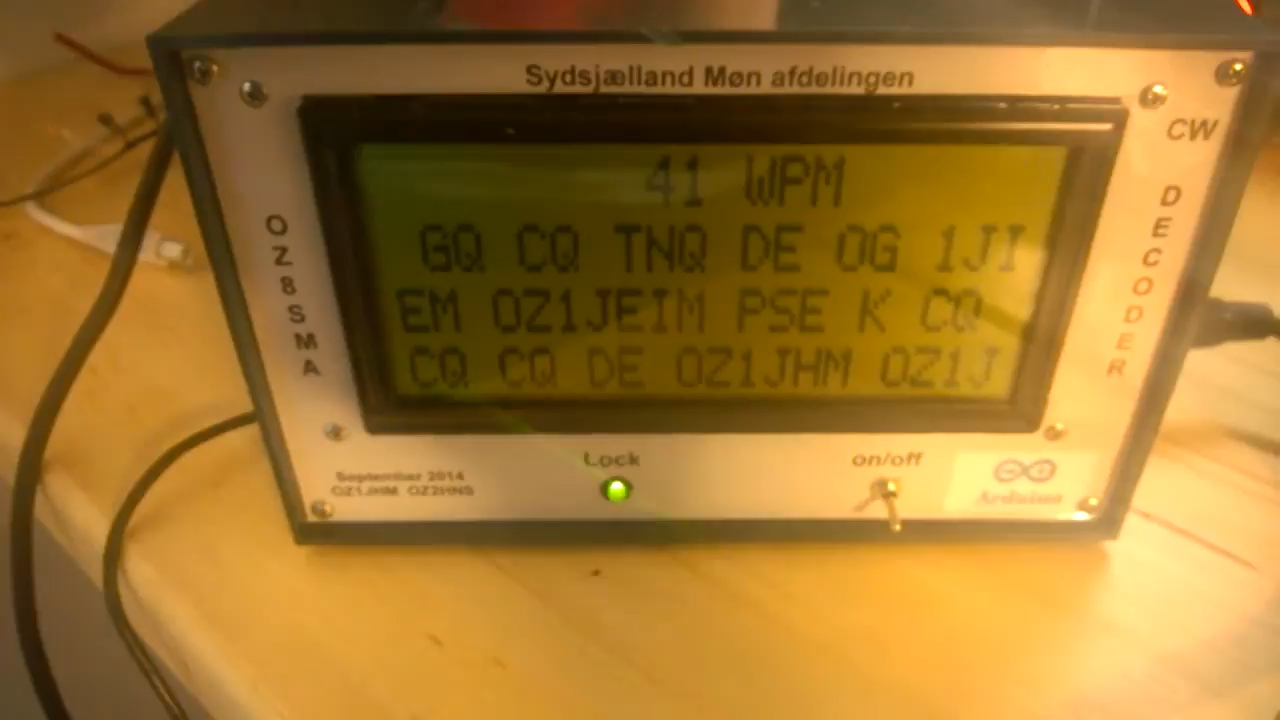 Sydsjælland Møn afdelingen
CW
DECODER
OZ8SMA
41 WPM
GQ CQ TNQ DE OG 1JI
EM OZ1JEIM PSE K CQ
CQ CQ DE OZ1JHM OZ1J
Lock
on/off
September 2014
OZ1JHM OZ2HNS
Arduino